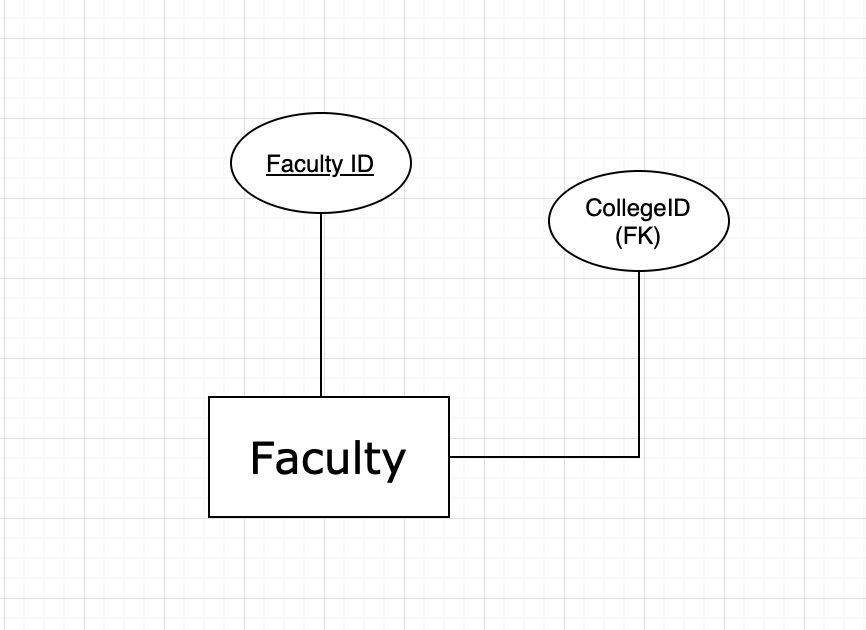 Faculty ID
CollegeID
(FK)
Faculty